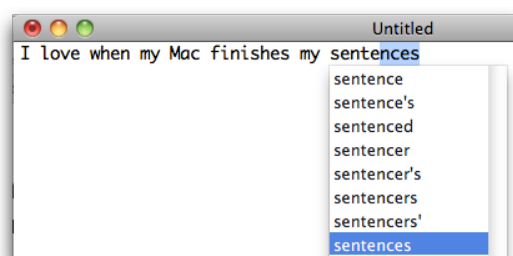 Untitled
I love when my Mac finishes my sentences
sentence
sentence's
sentenced
sentencer
sentencer's
sentencers
sentencers'
sentences